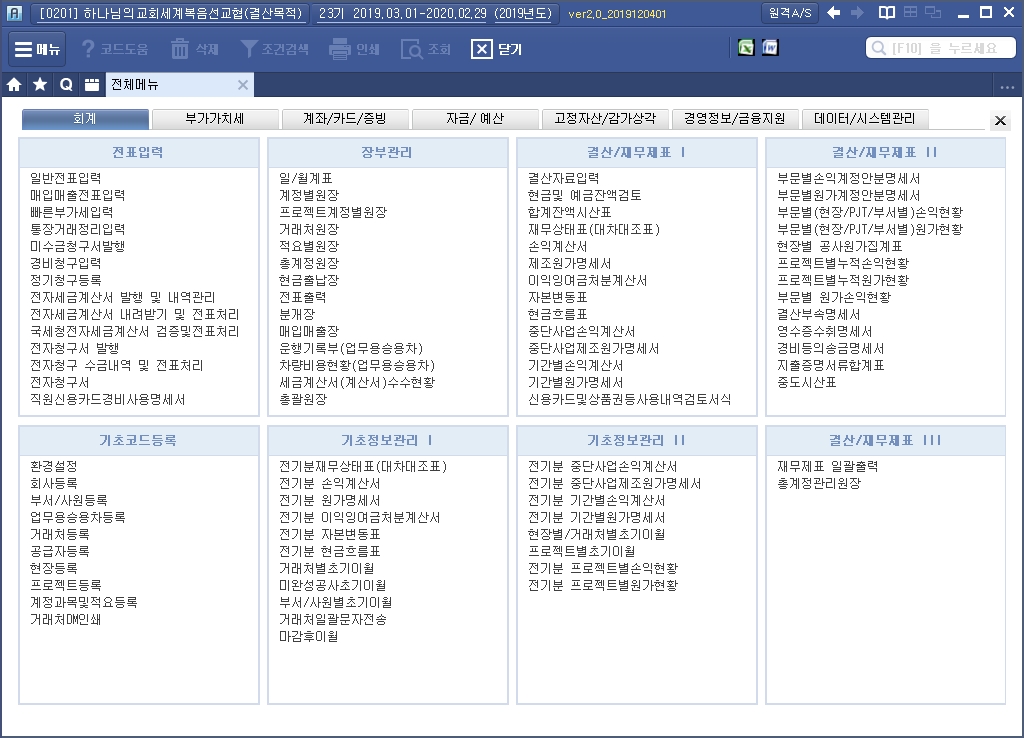 [0201] 하나님의교회세계복음선교협(결산목적) 23기 2019.03.01-2020.02.29 (2019년도) ver2.0_2019120401 원격A/S
메뉴 ? 코드도움 삭제 조건검색 인쇄 조회 닫기 [F10] 을 누르세요
전체메뉴
회계 부가가치세 계좌/카드/증빙 자금/ 예산 고정자산/감가상각 경영정보/금융지원 데이터/시스템관리
전표입력
일반전표입력
매입매출전표입력
빠른부가세입력
통장거래정리입력
미수금청구서발행
경비청구입력
정기청구등록
전자세금계산서 발행 및 내역관리
전자세금계산서 내려받기 및 전표처리
국세청전자세금계산서 검증및전표처리
전자청구서 발행
전자청구 수금내역 및 전표처리
전자청구서
직원신용카드경비사용명세서
장부관리
일/월계표
계정별원장
프로젝트계정별원장
거래처원장
적요별원장
총계정원장
현금출납장
전표출력
분개장
매입매출장
운행기록부(업무용승용차)
차량비용현황(업무용승용차)
세금계산서(계산서)수수현황
총괄원장
결산/재무제표 I
결산자료입력
현금및 예금잔액검토
합계잔액시산표
재무상태표(대차대조표)
손익계산서
제조원가명세서
이익잉여금처분계산서
자본변동표
현금흐름표
중단사업손익계산서
중단사업제조원가명세서
기간별손익계산서
기간별원가명세서
신용카드및상품권등사용내역검토서식
결산/재무제표 II
부문별손익계정안분명세서
부문별원가계정안분명세서
부문별(현장/PJT/부서별)손익현황
부문별(현장/PJT/부서별)원가현황
현장별 공사원가집계표
프로젝트별누적손익현황
프로젝트별누적원가현황
부문별 원가손익현황
결산부속명세서
영수증수취명세서
경비등의송금명세서
지출증명서류합계표
중도시산표
기초코드등록
환경설정
회사등록
부서/사원등록
업무용승용차등록
거래처등록
공급자등록
현장등록
프로젝트등록
계정과목및적요등록
거래처DM인쇄
기초정보관리 I
전기분재무상태표(대차대조표)
전기분 손익계산서
전기분 원가명세서
전기분 이익잉여금처분계산서
전기분 자본변동표
전기분 현금흐름표
거래처별초기이월
미완성공사초기이월
부서/사원별초기이월
거래처일괄문자전송
마감후이월
기초정보관리 II
전기분 중단사업손익계산서
전기분 중단사업제조원가명세서
전기분 기간별손익계산서
전기분 기간별원가명세서
현장별/거래처별초기이월
프로젝트별초기이월
전기분 프로젝트별손익현황
전기분 프로젝트별원가현황
결산/재무제표 III
재무제표 일괄출력
총계정관리원장